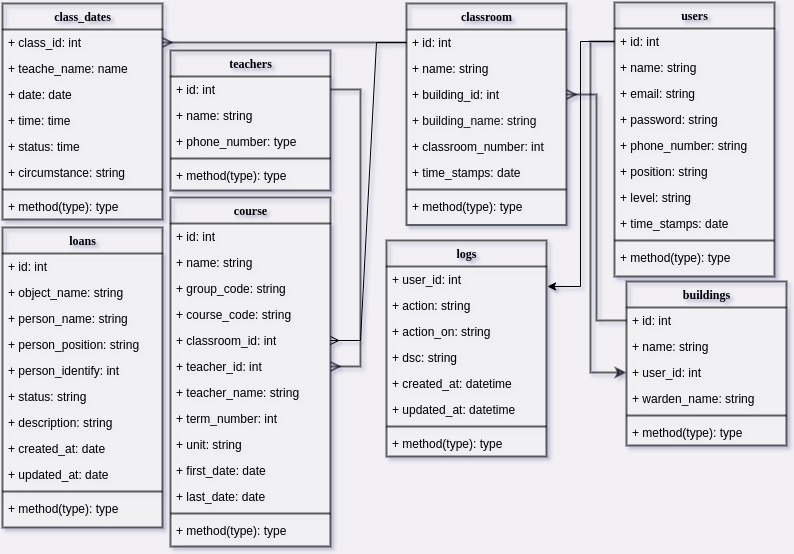 class_dates
+ class_id: int
+ teache_name: name
+ date: date
+ time: time
+ status: time
+ circumstance: string
+ method(type): type
teachers
+ id: int
+ name: string
+ phone_number: type
+ method(type): type
classroom
+ id: int
+ name: string
+ building_id: int
+ building_name: string
+ classroom_number: int
+ time_stamps: date
+ method(type): type
users
+ id: int
+ name: string
+ email: string
+ password: string
+ phone_number: string
+ position: string
+ level: string
+ time_stamps: date
+ method(type): type
loans
+ id: int
+ object_name: string
+ person_name: string
+ person_position: string
+ person_identify: int
+ status: string
+ description: string
+ created_at: date
+ updated_at: date
+ method(type): type
course
+ id: int
+ name: string
+ group_code: string
+ course_code: string
+ classroom_id: int
+ teacher_id: int
+ teacher_name: string
+ term_number: int
+ unit: string
+ first_date: date
+ last_date: date
+ method(type): type
logs
+ user_id: int
+ action: string
+ action_on: string
+ dsc: string
+ created_at: datetime
+ updated_at: datetime
+ method(type): type
buildings
+ id: int
+ name: string
+ user_id: int
+ warden_name: string
+ method(type): type